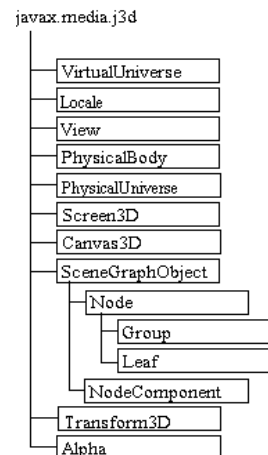 javax.media.j3d
VirtualUniverse
Locale
View
PhysicalBody
PhysicalUniverse
Screen3D
Canvas3D
SceneGraphObject
Node
Group
Leaf
NodeComponent
Transform3D
Alpha